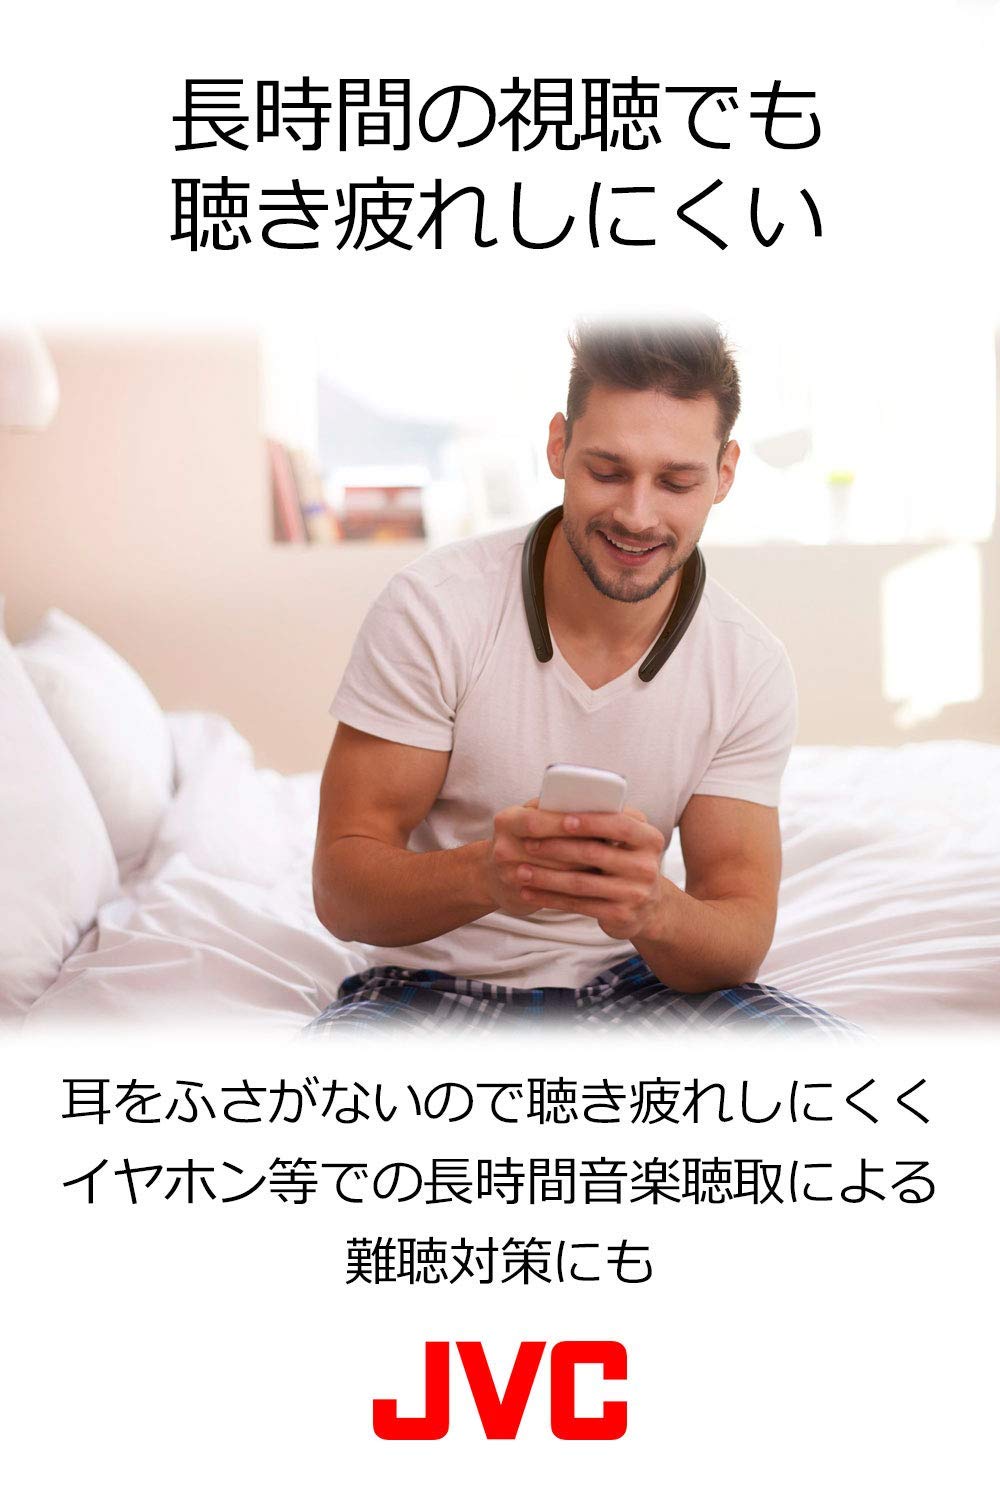 長時間の視聴でも
聴き疲れしにくい
耳をふさがないので聴き疲れしにくく
イヤホン等での長時間音楽聴取による
難聴対策にも
JVC